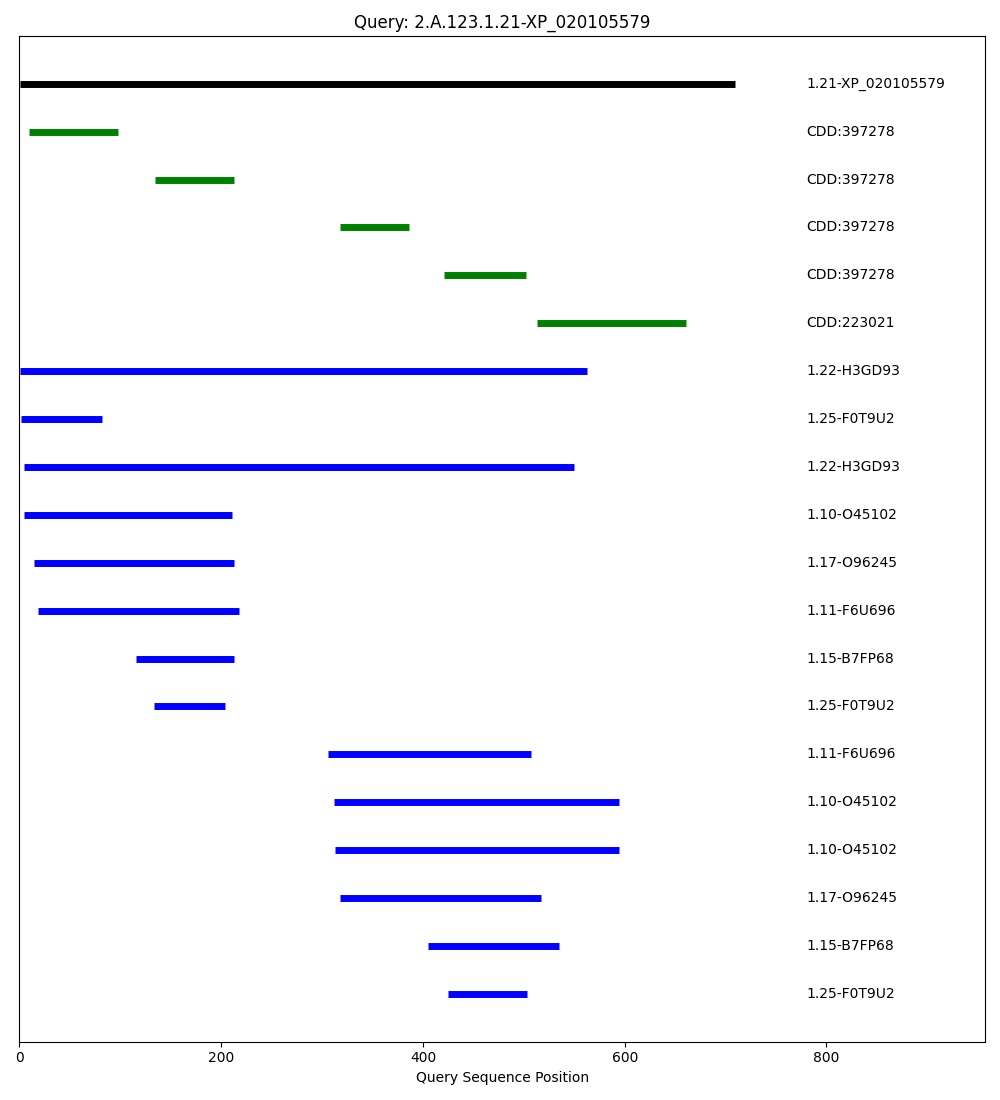 Query: 2.A.123.1.21-XP_020105579
1.21-XP_020105579
CDD:397278
CDD:397278
CDD:397278
CDD:397278
CDD:223021
1.22-H3GD93
1.25-F0T9U2
1.22-H3GD93
1.10-O45102
1.17-O96245
1.11-F6U696
1.15-B7FP68
1.25-F0T9U2
1.11-F6U696
1.10-O45102
1.10-O45102
1.17-O96245
1.15-B7FP68
1.25-F0T9U2
0 200 400 600 800
Query Sequence Position